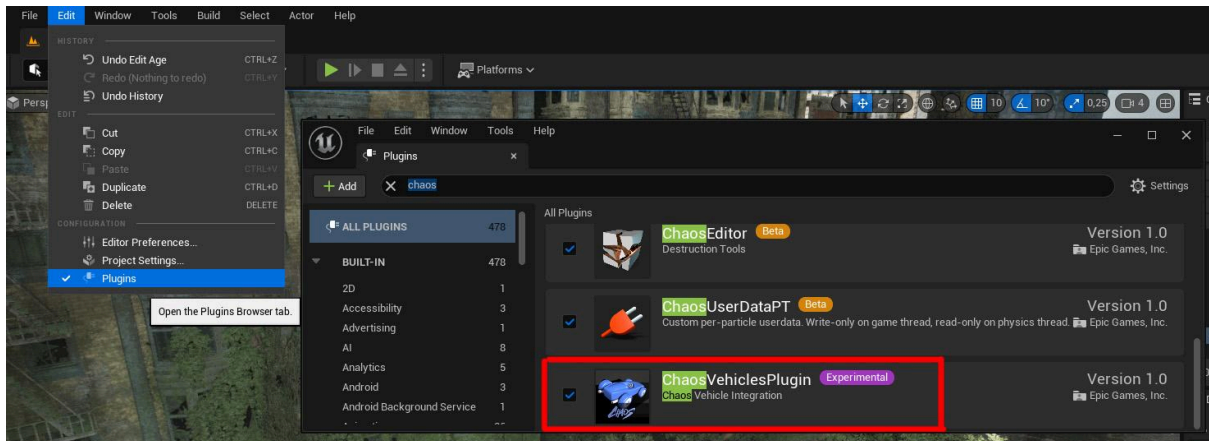 File Edit Window Tools Build Select Actor Help
HISTORY
Undo Edit Age CTRL+Z
Redo (Nothing to redo) CTRL+Y
Undo History
EDIT
Cut CTRL+X
Copy CTRL+C
Paste CTRL+V
Duplicate CTRL+D
Delete DELETE
CONFIGURATION
Editor Preferences...
Project Settings...
Plugins
Open the Plugins Browser tab.
Platforms
Persp
10 10° 0,25 4
File Edit Window Tools Help
Plugins
Add chaos Settings
ALL PLUGINS 478
BUILT-IN 478
2D 1
Accessibility 3
Advertising 1
AI 8
Analytics 5
Android 3
Android Background Service 1
All Plugins
ChaosEditor Beta Version 1.0
Destruction Tools Epic Games, Inc.
ChaosUserDataPT Beta Version 1.0
Custom per-particle userdata. Write-only on game thread, read-only on physics thread. Epic Games, Inc.
ChaosVehiclesPlugin Experimental Version 1.0
Chaos Vehicle Integration Epic Games, Inc.
CHAOS